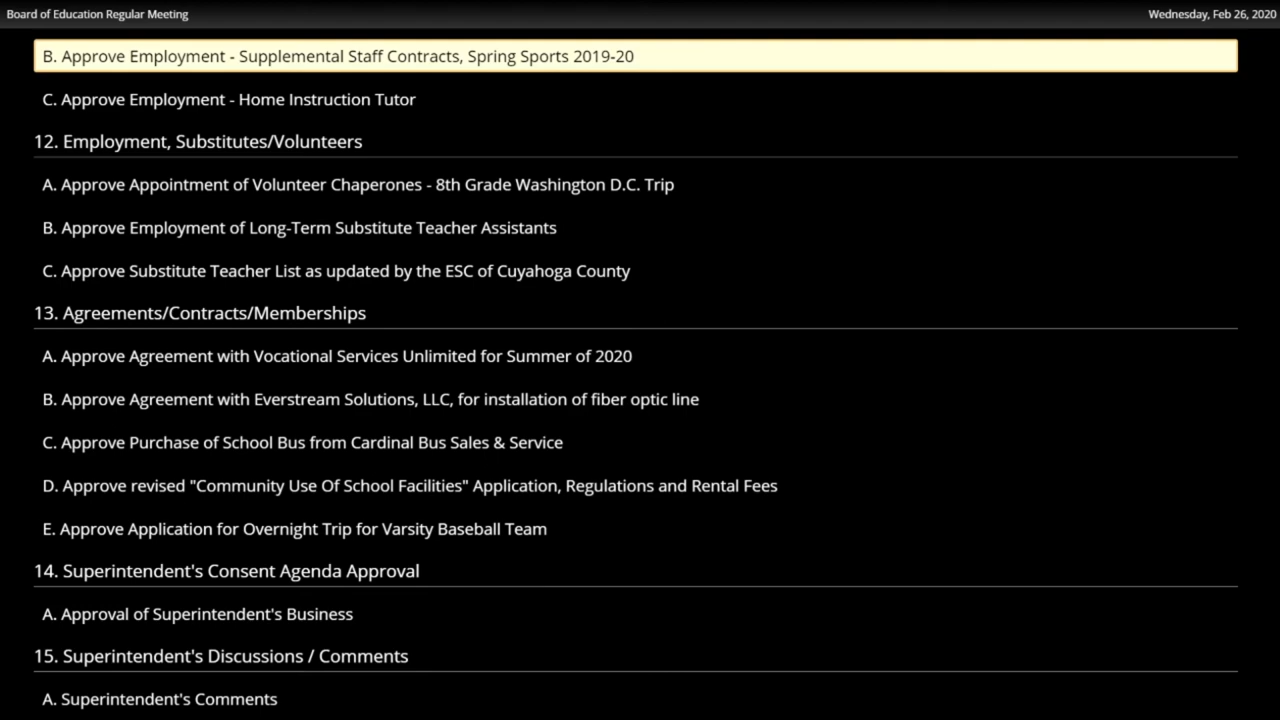 Board of Education Regular Meeting
Wednesday, Feb 26, 2020
B. Approve Employment - Supplemental Staff Contracts, Spring Sports 2019-20
C. Approve Employment - Home Instruction Tutor
12. Employment, Substitutes/Volunteers
A. Approve Appointment of Volunteer Chaperones - 8th Grade Washington D.C. Trip
B. Approve Employment of Long-Term Substitute Teacher Assistants
C. Approve Substitute Teacher List as updated by the ESC of Cuyahoga County
13. Agreements/Contracts/Memberships
A. Approve Agreement with Vocational Services Unlimited for Summer of 2020
B. Approve Agreement with Everstream Solutions, LLC, for installation of fiber optic line
C. Approve Purchase of School Bus from Cardinal Bus Sales & Service
D. Approve revised "Community Use Of School Facilities" Application, Regulations and Rental Fees
E. Approve Application for Overnight Trip for Varsity Baseball Team
14. Superintendent's Consent Agenda Approval
A. Approval of Superintendent's Business
15. Superintendent's Discussions / Comments
A. Superintendent's Comments